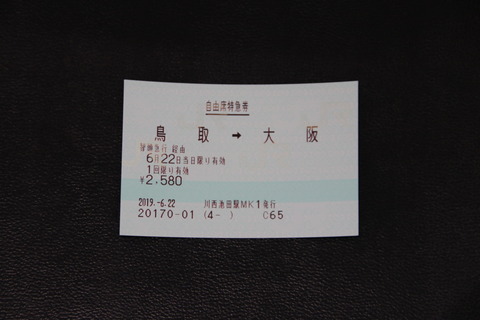 自由席特急券
鳥取 → 大阪
智頭急行 経由
6月22日当日限り有効
1回限り有効
¥2,580
2019.-6.22 川西池田駅MK1発行
20170-01 (4- ) C65